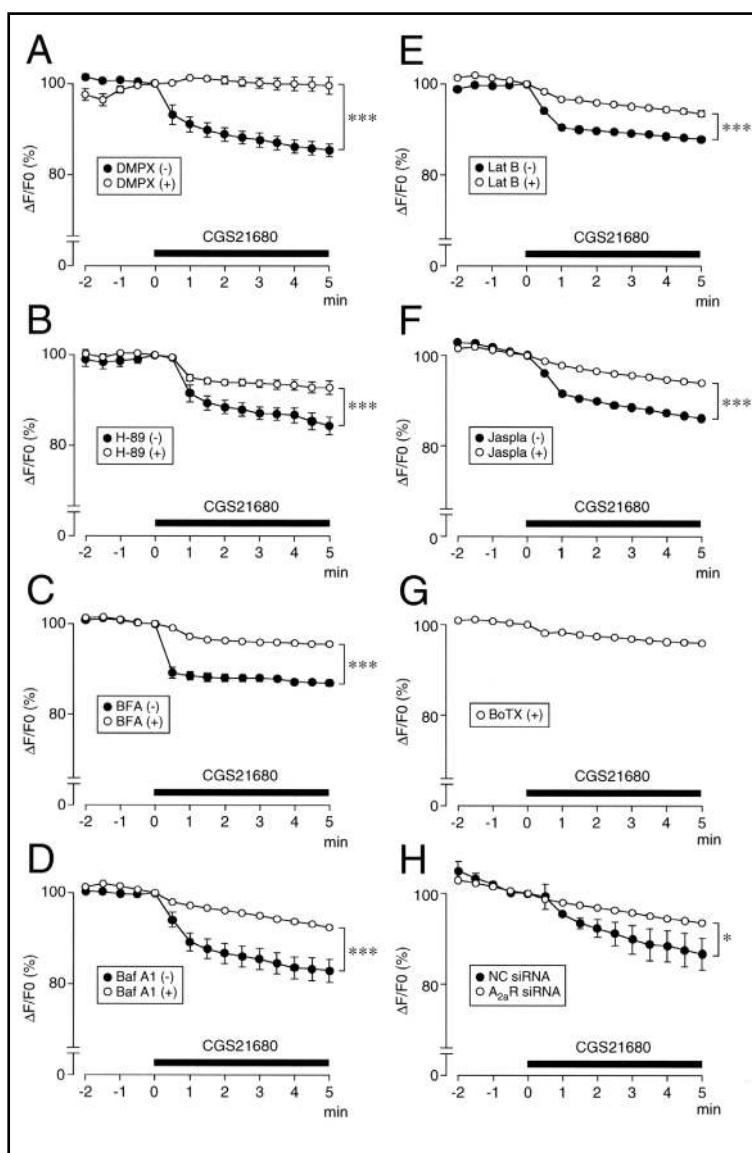 A
100
80
0
ΔF/F0 (%)
● DMPX (-)
○ DMPX (+)
***
CGS21680
-2 -1 0 1 2 3 4 5
min
B
100
80
0
ΔF/F0 (%)
● H-89 (-)
○ H-89 (+)
***
CGS21680
-2 -1 0 1 2 3 4 5
min
C
100
80
0
ΔF/F0 (%)
● BFA (-)
○ BFA (+)
***
CGS21680
-2 -1 0 1 2 3 4 5
min
D
100
80
0
ΔF/F0 (%)
● Baf A1 (-)
○ Baf A1 (+)
***
CGS21680
-2 -1 0 1 2 3 4 5
min
E
100
80
0
ΔF/F0 (%)
● Lat B (-)
○ Lat B (+)
***
CGS21680
-2 -1 0 1 2 3 4 5
min
F
100
80
0
ΔF/F0 (%)
● Jaspla (-)
○ Jaspla (+)
***
CGS21680
-2 -1 0 1 2 3 4 5
min
G
100
80
0
ΔF/F0 (%)
○ BoTX (+)
CGS21680
-2 -1 0 1 2 3 4 5
min
H
100
80
0
ΔF/F0 (%)
● NC siRNA
○ A2aR siRNA
*
CGS21680
-2 -1 0 1 2 3 4 5
min